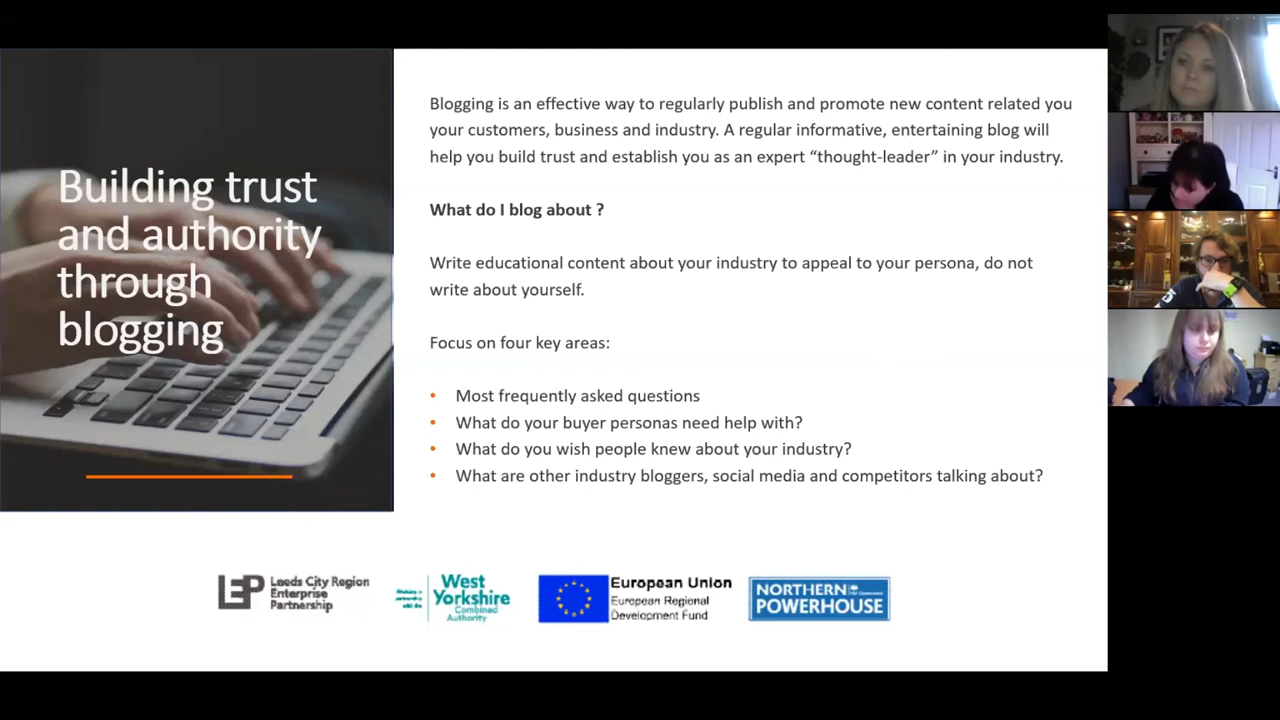 Building trust
and authority
through
blogging
Blogging is an effective way to regularly publish and promote new content related you
your customers, business and industry. A regular informative, entertaining blog will
help you build trust and establish you as an expert “thought-leader” in your industry.
What do I blog about ?
Write educational content about your industry to appeal to your persona, do not
write about yourself.
Focus on four key areas:
• Most frequently asked questions
• What do your buyer personas need help with?
• What do you wish people knew about your industry?
• What are other industry bloggers, social media and competitors talking about?
LEP
Leeds City Region
Enterprise
Partnership
West
Yorkshire
Combined
Authority
European Union
European Regional
Development Fund
NORTHERN
POWERHOUSE